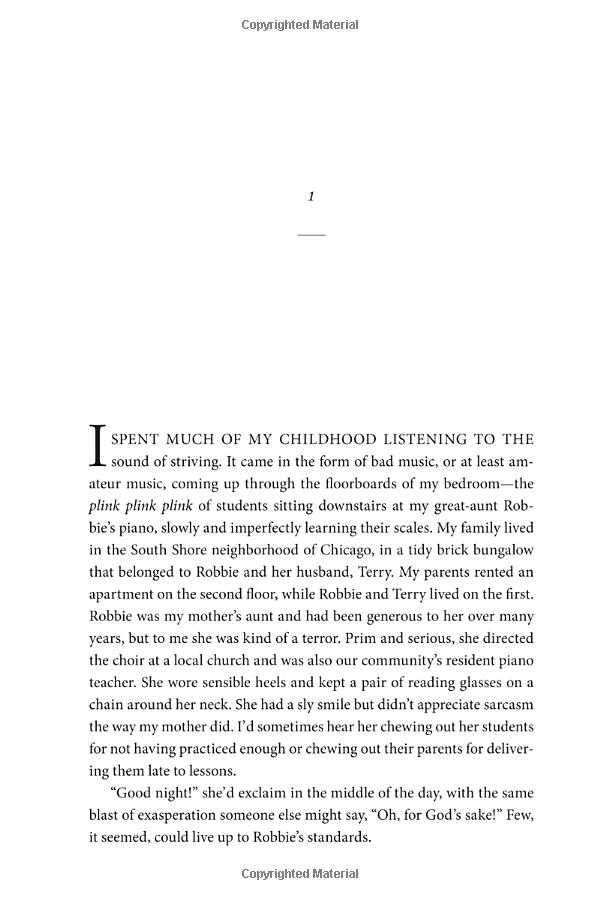 Copyrighted Material
1
I SPENT MUCH OF MY CHILDHOOD LISTENING TO THE
sound of striving. It came in the form of bad music, or at least am-
ateur music, coming up through the floorboards of my bedroom—the
plink plink plink of students sitting downstairs at my great-aunt Rob-
bie’s piano, slowly and imperfectly learning their scales. My family lived
in the South Shore neighborhood of Chicago, in a tidy brick bungalow
that belonged to Robbie and her husband, Terry. My parents rented an
apartment on the second floor, while Robbie and Terry lived on the first.
Robbie was my mother’s aunt and had been generous to her over many
years, but to me she was kind of a terror. Prim and serious, she directed
the choir at a local church and was also our community’s resident piano
teacher. She wore sensible heels and kept a pair of reading glasses on a
chain around her neck. She had a sly smile but didn’t appreciate sarcasm
the way my mother did. I’d sometimes hear her chewing out her students
for not having practiced enough or chewing out their parents for deliver-
ing them late to lessons.
“Good night!” she’d exclaim in the middle of the day, with the same
blast of exasperation someone else might say, “Oh, for God’s sake!” Few,
it seemed, could live up to Robbie’s standards.
Copyrighted Material